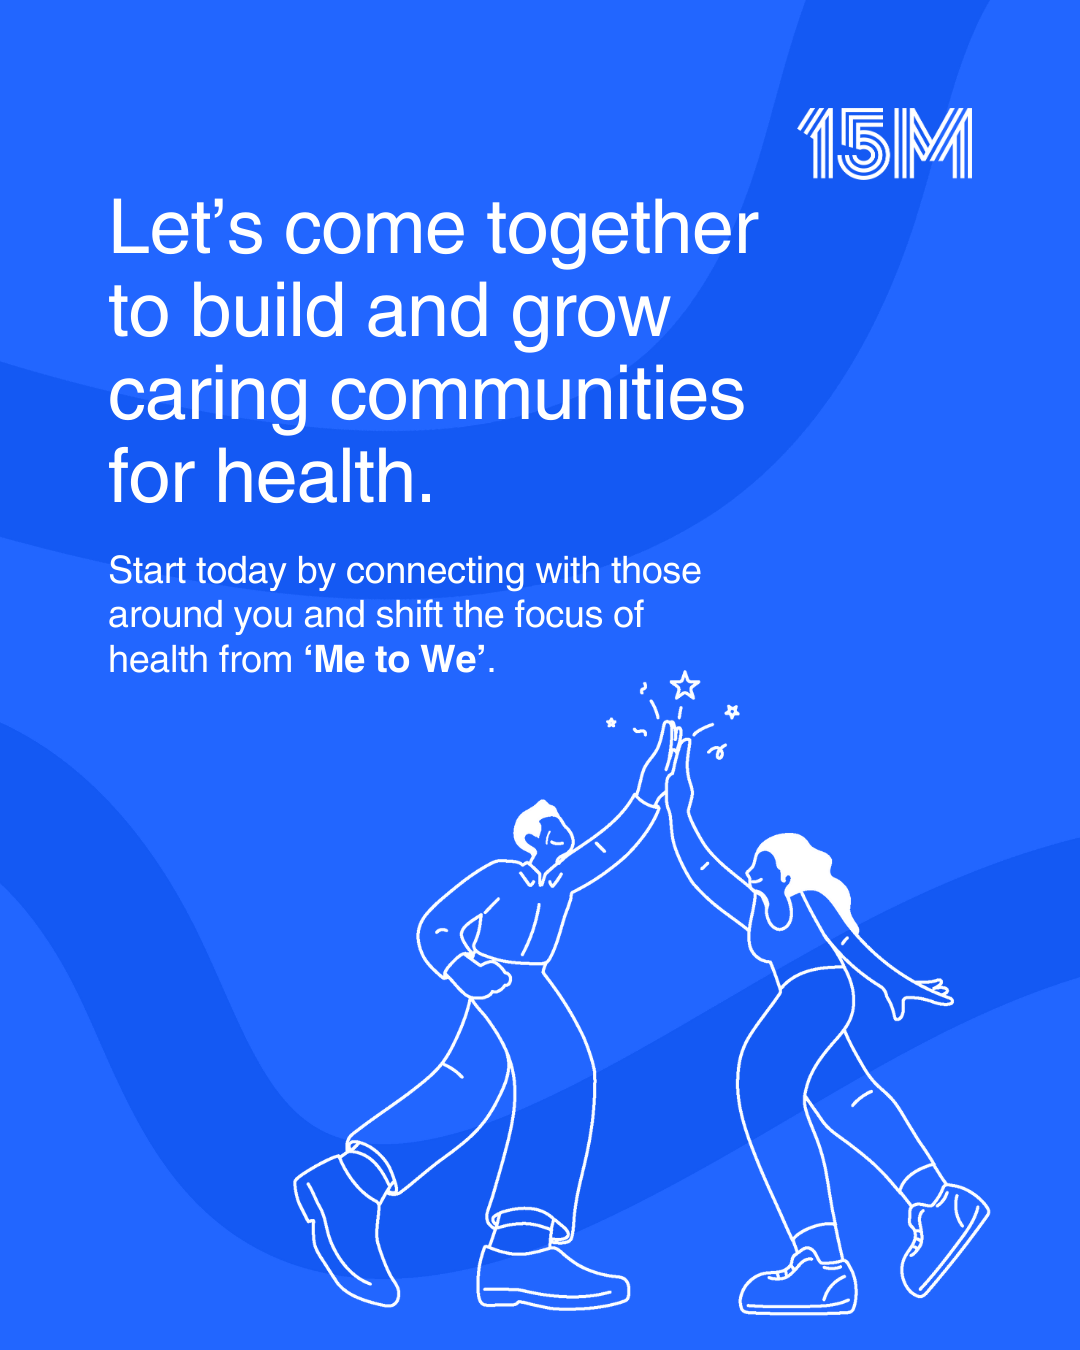 15M
Let’s come together
to build and grow
caring communities
for health.
Start today by connecting with those
around you and shift the focus of
health from ‘Me to We’.